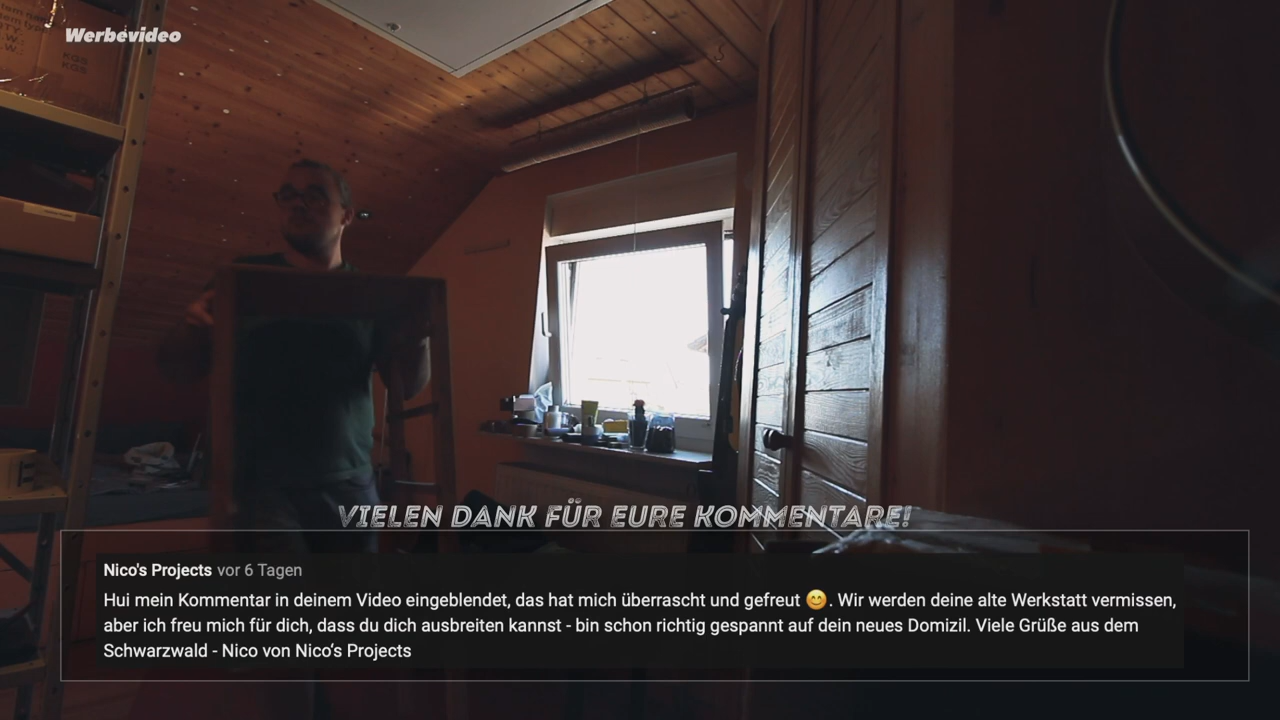 Werbevideo
KGS
KGS
VIELEN DANK FÜR EURE KOMMENTARE!
Nico's Projects vor 6 Tagen
Hui mein Kommentar in deinem Video eingeblendet, das hat mich überrascht und gefreut 😊. Wir werden deine alte Werkstatt vermissen,
aber ich freu mich für dich, dass du dich ausbreiten kannst - bin schon richtig gespannt auf dein neues Domizil. Viele Grüße aus dem
Schwarzwald - Nico von Nico‘s Projects